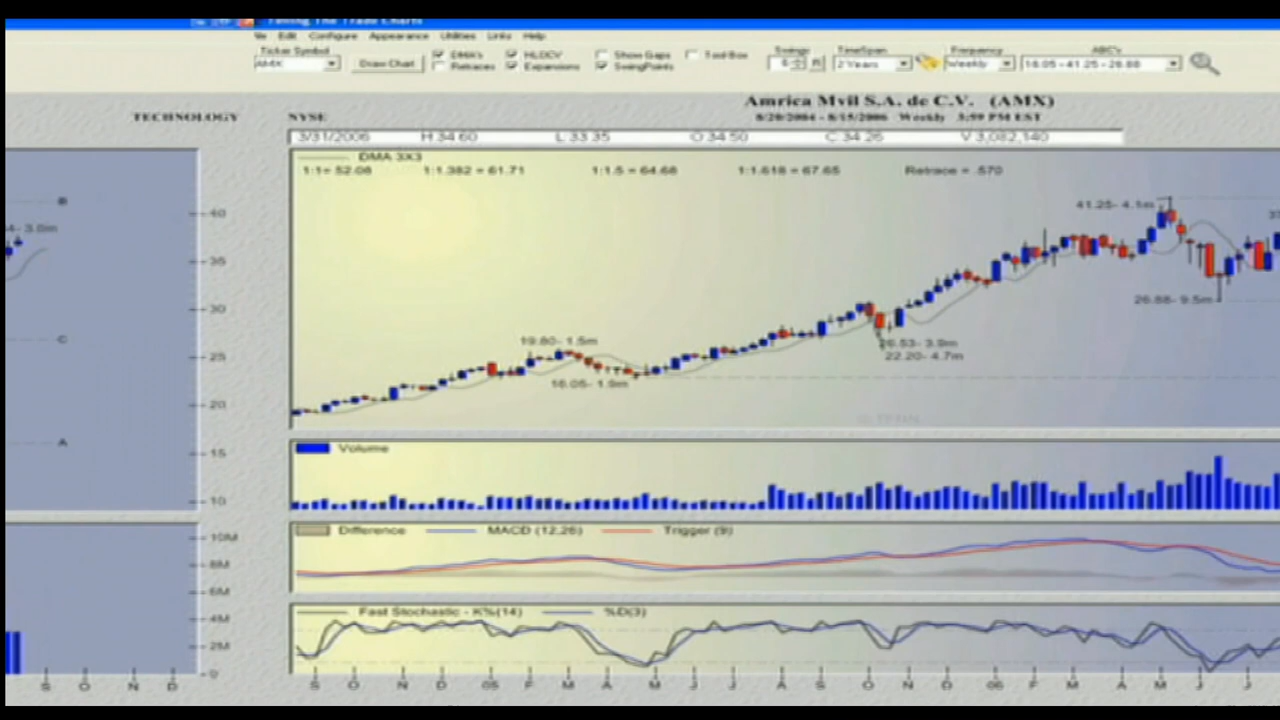 Edit Configure Appearance Utilities Links Help
Ticker Symbol DMA's HLOCV Show Gaps Tool Box Swings TimeSpan Frequency ABC's
AMX Draw Chart Retraces Expansions SwingPoints 2 Years Weekly 16.05 - 41.25 - 26.88
Amrica Mvil S.A. de C.V. (AMX)
TECHNOLOGY NYSE 8/20/2004 - 8/15/2006 Weekly 3:59 PM EST
3/31/2006 H 34.60 L 33.35 O 34.50 C 34.26 V 3,082,140
DMA 3X3
1:1= 52.08 1:1.382 = 61.71 1:1.5 = 64.68 1:1.618 = 67.65 Retrace = .570
B
41.25- 4.1m
40
35
26.88- 9.5m
30
19.80- 1.5m
C
26.53- 3.9m
22.20- 4.7m
25
16.05- 1.9m
20
A
Volume
15
10
Difference MACD (12,26) Trigger (9)
10M
8M
6M
Fast Stochastic - K%(14) %D(3)
4M
2M
0
S O N D S O N D 05 F M A M J J A S O N D 06 F M A M J J